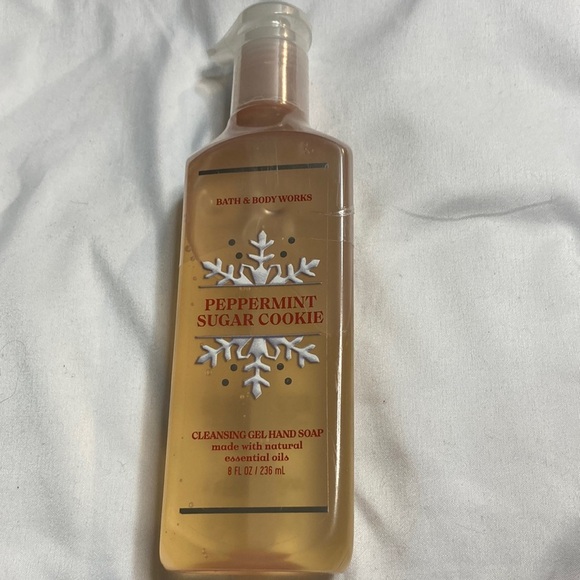 BATH & BODY WORKS
PEPPERMINT
SUGAR COOKIE
CLEANSING GEL HAND SOAP
made with natural
essential oils
8 FL OZ / 236 mL